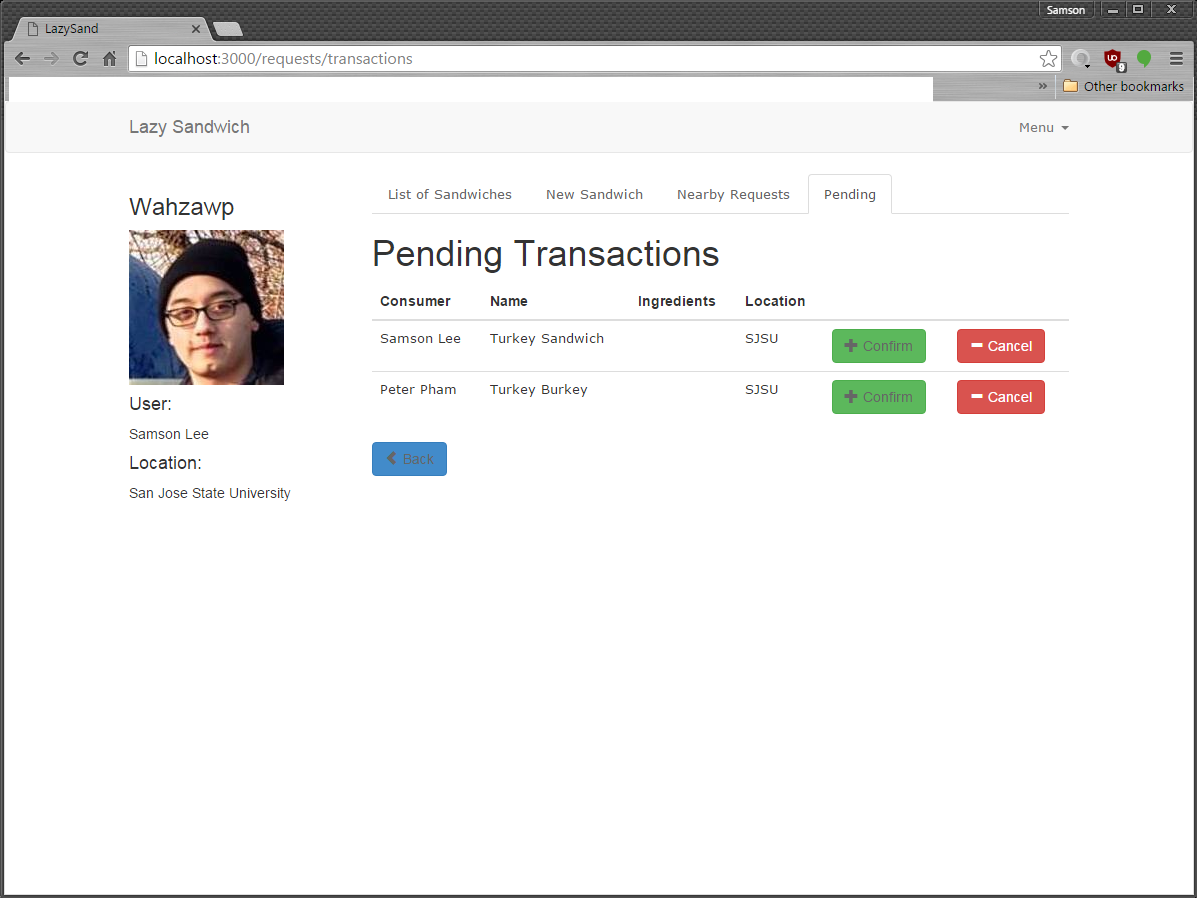 Samson
LazySand
localhost:3000/requests/transactions
UO
9
» Other bookmarks
Lazy Sandwich
Menu
List of Sandwiches New Sandwich Nearby Requests Pending
Wahzawp
Pending Transactions
Consumer Name Ingredients Location
Samson Lee Turkey Sandwich SJSU Confirm Cancel
Peter Pham Turkey Burkey SJSU Confirm Cancel
Back
User:
Samson Lee
Location:
San Jose State University